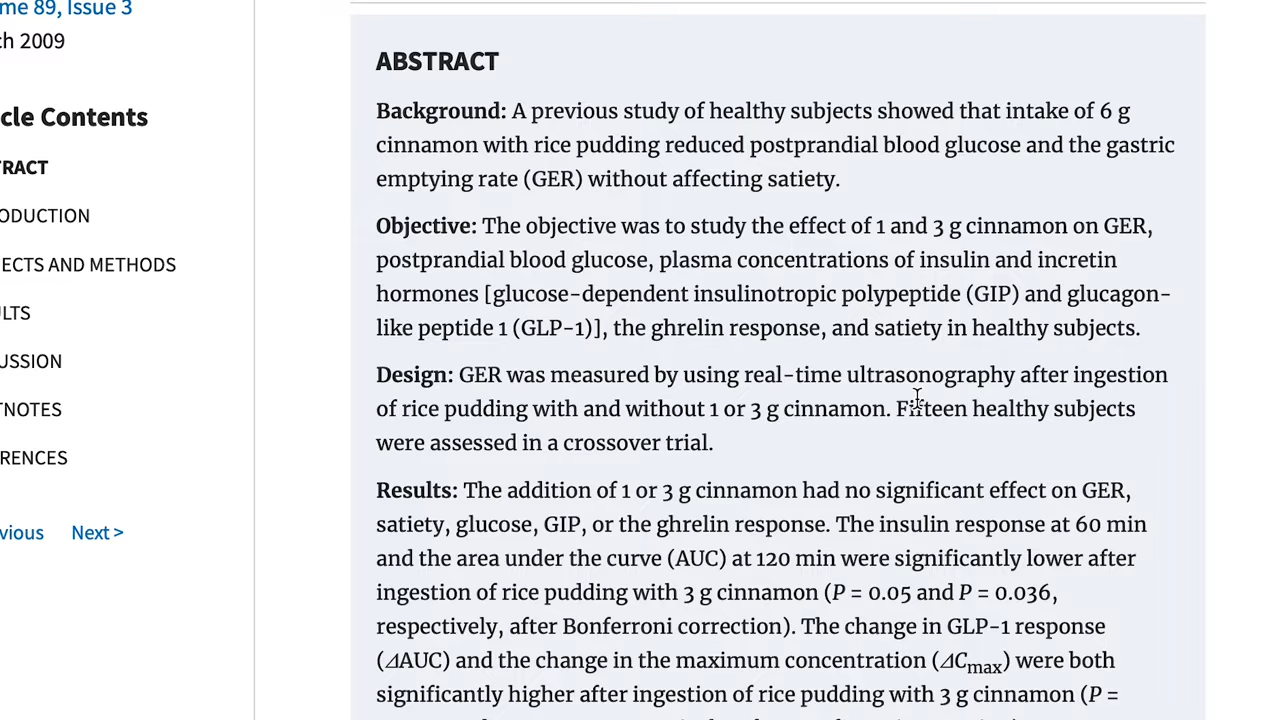 me 89, Issue 3
h 2009
cle Contents
TRACT
ODUCTION
ECTS AND METHODS
LTS
USSION
TNOTES
RENCES
vious Next >
ABSTRACT
Background: A previous study of healthy subjects showed that intake of 6 g
cinnamon with rice pudding reduced postprandial blood glucose and the gastric
emptying rate (GER) without affecting satiety.
Objective: The objective was to study the effect of 1 and 3 g cinnamon on GER,
postprandial blood glucose, plasma concentrations of insulin and incretin
hormones [glucose-dependent insulinotropic polypeptide (GIP) and glucagon-
like peptide 1 (GLP-1)], the ghrelin response, and satiety in healthy subjects.
Design: GER was measured by using real-time ultrasonography after ingestion
of rice pudding with and without 1 or 3 g cinnamon. Fifteen healthy subjects
were assessed in a crossover trial.
Results: The addition of 1 or 3 g cinnamon had no significant effect on GER,
satiety, glucose, GIP, or the ghrelin response. The insulin response at 60 min
and the area under the curve (AUC) at 120 min were significantly lower after
ingestion of rice pudding with 3 g cinnamon (P = 0.05 and P = 0.036,
respectively, after Bonferroni correction). The change in GLP-1 response
(ΔAUC) and the change in the maximum concentration (ΔCmax) were both
significantly higher after ingestion of rice pudding with 3 g cinnamon (P =